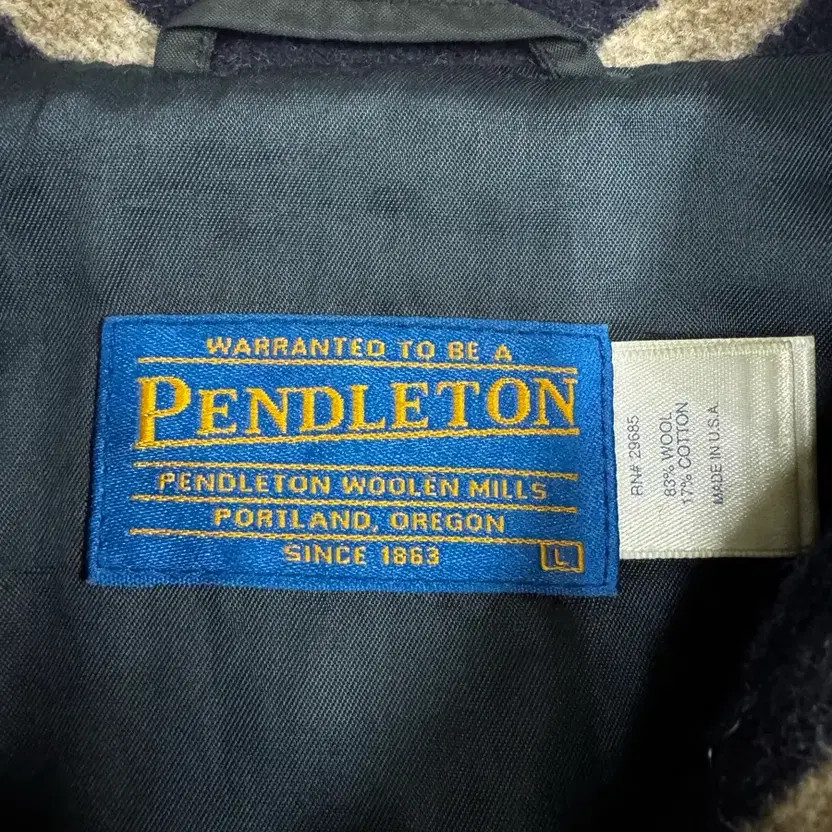 WARRANTED TO BE A
PENDLETON
PENDLETON WOOLEN MILLS
PORTLAND, OREGON
SINCE 1863
L
RN# 29685
83% WOOL
17% COTTON
MADE IN U.S.A.